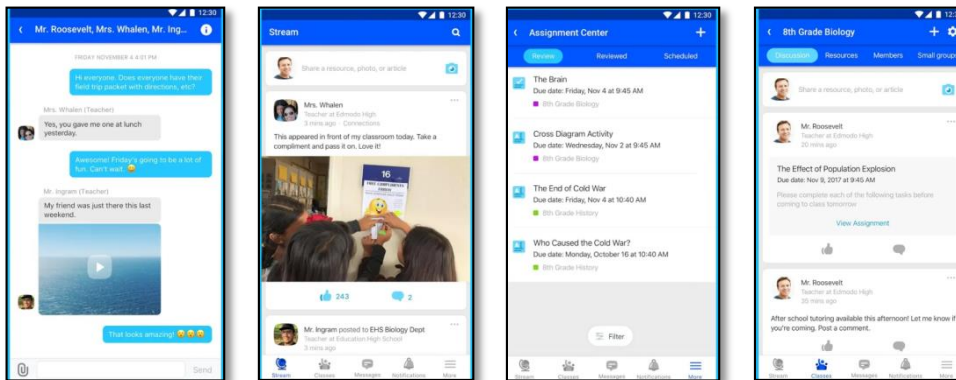 12:30
Mr. Roosevelt, Mrs. Whalen, Mr. Ing...
FRIDAY NOVEMBER 4 4:21 PM
Hi everyone. Does everyone have their
field trip packet with directions, etc?
Mrs. Whalen (Teacher)
Yes, you gave me one at lunch
yesterday.
Awesome! Friday's going to be a lot of
fun. Can't wait.
Mr. Ingram (Teacher)
My friend was just there this last
weekend.
That looks amazing!
Send
12:30
Stream
Share a resource, photo, or article
Mrs. Whalen
Teacher at Edmodo High
3 mins ago · Connections
This appeared in front of my classroom today. Take a
compliment and pass it on. Love it!
16
FREE COMPLIMENTS
243
2
Mr. Ingram posted to EHS Biology Dept
Teacher at Education High School
3 mins ago
Stream
Classes
Messages
Notifications
More
12:30
Assignment Center
Review
Reviewed
Scheduled
The Brain
Due date: Friday, Nov 4 at 9:45 AM
8th Grade Biology
Cross Diagram Activity
Due date: Wednesday, Nov 2 at 9:45 AM
8th Grade Biology
The End of Cold War
Due date: Friday, Nov 4 at 10:40 AM
8th Grade History
Who Caused the Cold War?
Due date: Monday, October 16 at 10:40 AM
8th Grade History
Filter
Stream
Classes
Messages
Notifications
More
8th Grade Biology
Discussion
Resources
Members
Small groups
Share a resource, photo, or article
Mr. Roosevelt
Teacher at Edmodo High
20 mins ago
The Effect of Population Explosion
Due date: Nov 9, 2017 at 9:45 AM
Please complete each of the following tasks before
coming to class tomorrow
View Assignment
Mr. Roosevelt
Teacher at Edmodo High
35 mins ago
After school tutoring available this afternoon! Let me know if
you're coming. Post a comment.
Stream
Classes
Messages
Notifications
More